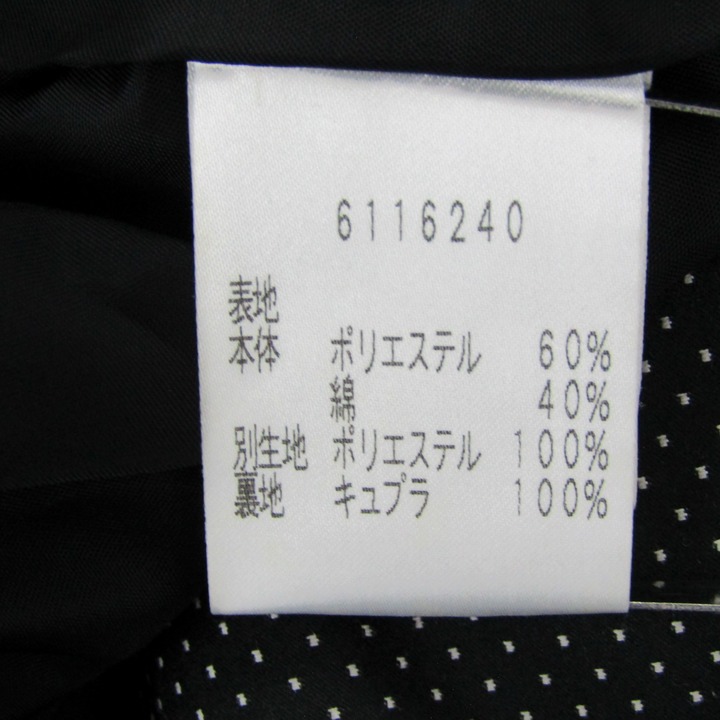 6116240
表地
本体 ポリエステル 60%
綿 40%
別生地 ポリエステル 100%
裏地 キュプラ 100%